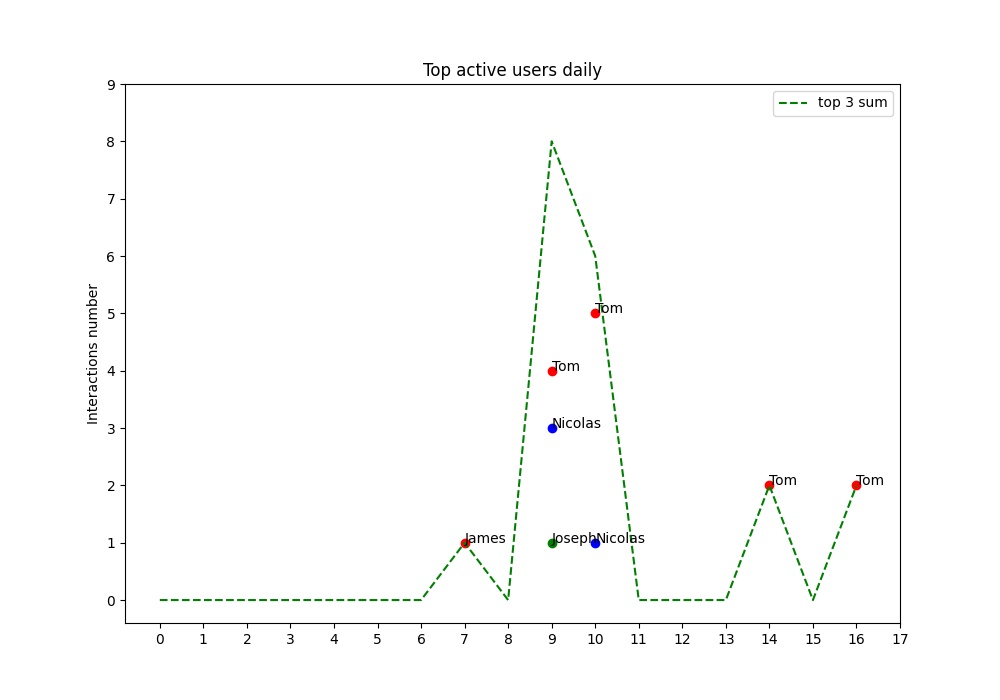 Top active users daily
top 3 sum
Interactions number
9
8
7
6
5
4
3
2
1
0
Tom
Tom
Nicolas
Tom
Tom
James
Joseph
Nicolas
0 1 2 3 4 5 6 7 8 9 10 11 12 13 14 15 16 17